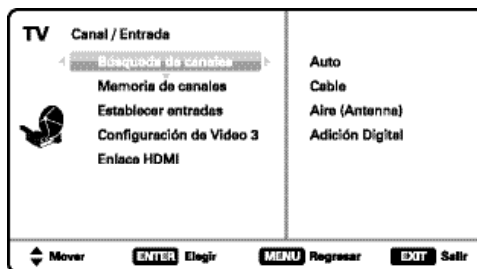 TV
Canal / Entrada
Búsqueda de canales
Memoria de canales
Establecer entradas
Configuración de Video 3
Enlace HDMI
Auto
Cable
Aire (Antenna)
Adición Digital
Mover
ENTER Elegir
MENU Regresar
EXIT Salir